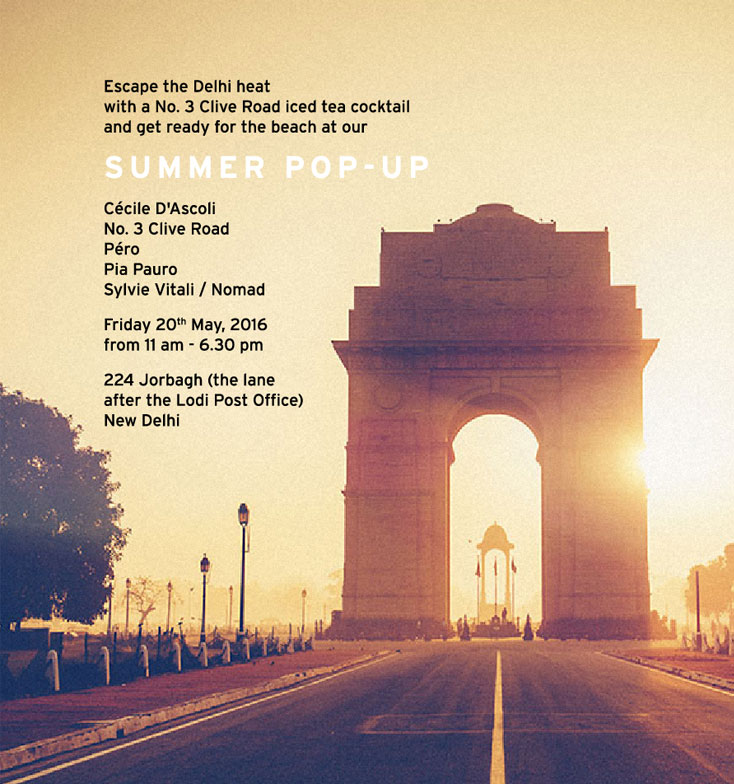 Escape the Delhi heat
with a No. 3 Clive Road iced tea cocktail
and get ready for the beach at our
SUMMER POP-UP
Cécile D'Ascoli
No. 3 Clive Road
Péro
Pia Pauro
Sylvie Vitali / Nomad
Friday 20th May, 2016
from 11 am - 6.30 pm
224 Jorbagh (the lane
after the Lodi Post Office)
New Delhi